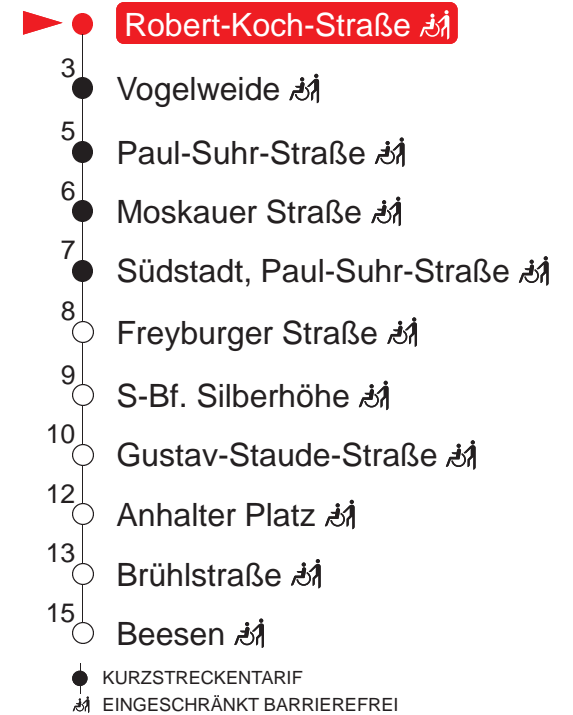 Robert-Koch-Straße
3
Vogelweide
5
Paul-Suhr-Straße
6
Moskauer Straße
7
Südstadt, Paul-Suhr-Straße
8
Freyburger Straße
9
S-Bf. Silberhöhe
10
Gustav-Staude-Straße
12
Anhalter Platz
13
Brühlstraße
15
Beesen
KURZSTRECKENTARIF
EINGESCHRÄNKT BARRIEREFREI